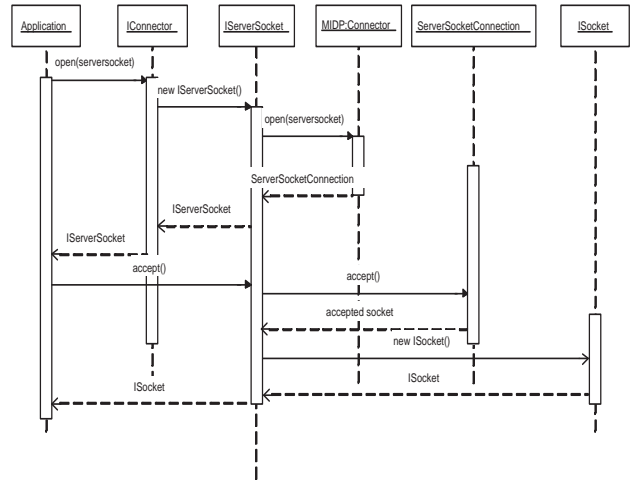 Application
IConnector
IServerSocket
MIDP:Connector
ServerSocketConnection
ISocket
open(serversocket)
new IServerSocket()
open(serversocket)
ServerSocketConnection
IServerSocket
IServerSocket
accept()
accept()
accepted socket
new ISocket()
ISocket
ISocket